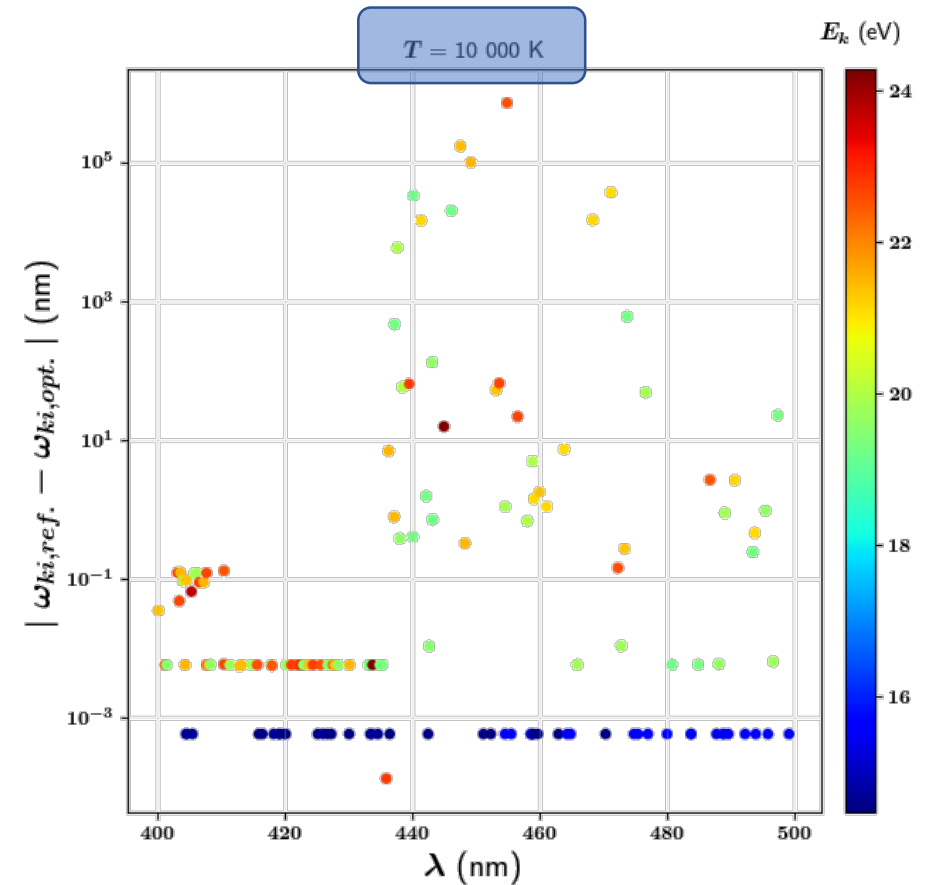 T = 10 000 K
E_k (eV)
24
22
20
18
16
10^5
10^3
10^1
10^−1
10^−3
| ω_ki,ref. − ω_ki,opt. | (nm)
400 420 440 460 480 500
λ (nm)